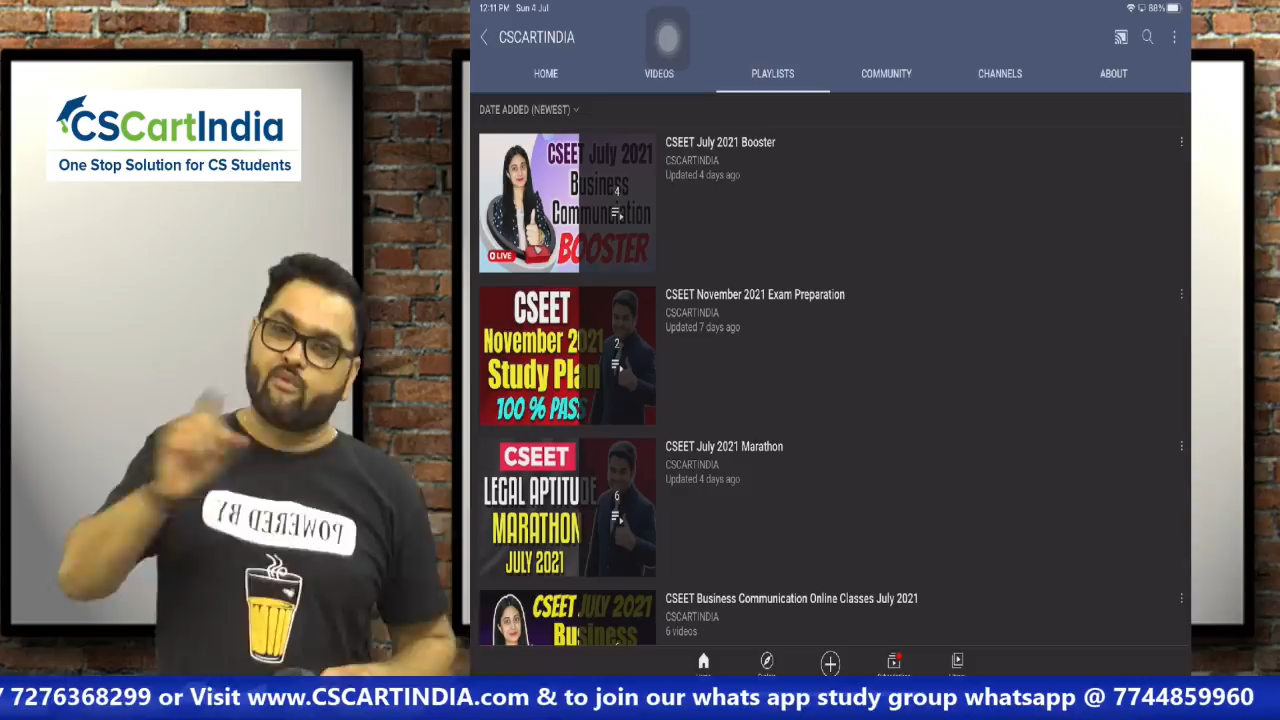 12:11 PM Sun 4 Jul
88%
CSCARTINDIA
HOME VIDEOS PLAYLISTS COMMUNITY CHANNELS ABOUT
DATE ADDED (NEWEST)
CSCartIndia
One Stop Solution for CS Students
CSEET July 2021
Business
Communication
BOOSTER
LIVE
4
CSEET July 2021 Booster
CSCARTINDIA
Updated 4 days ago
CSEET
November 2021
Study Plan
100 % PASS
2
CSEET November 2021 Exam Preparation
CSCARTINDIA
Updated 7 days ago
CSEET
LEGAL APTITUDE
MARATHON
JULY 2021
6
CSEET July 2021 Marathon
CSCARTINDIA
Updated 4 days ago
CSEET JULY 2021
Business
CSEET Business Communication Online Classes July 2021
CSCARTINDIA
6 videos
POWERED BY
7276368299 or Visit www.CSCARTINDIA.com & to join our whats app study group whatsapp @ 7744859960